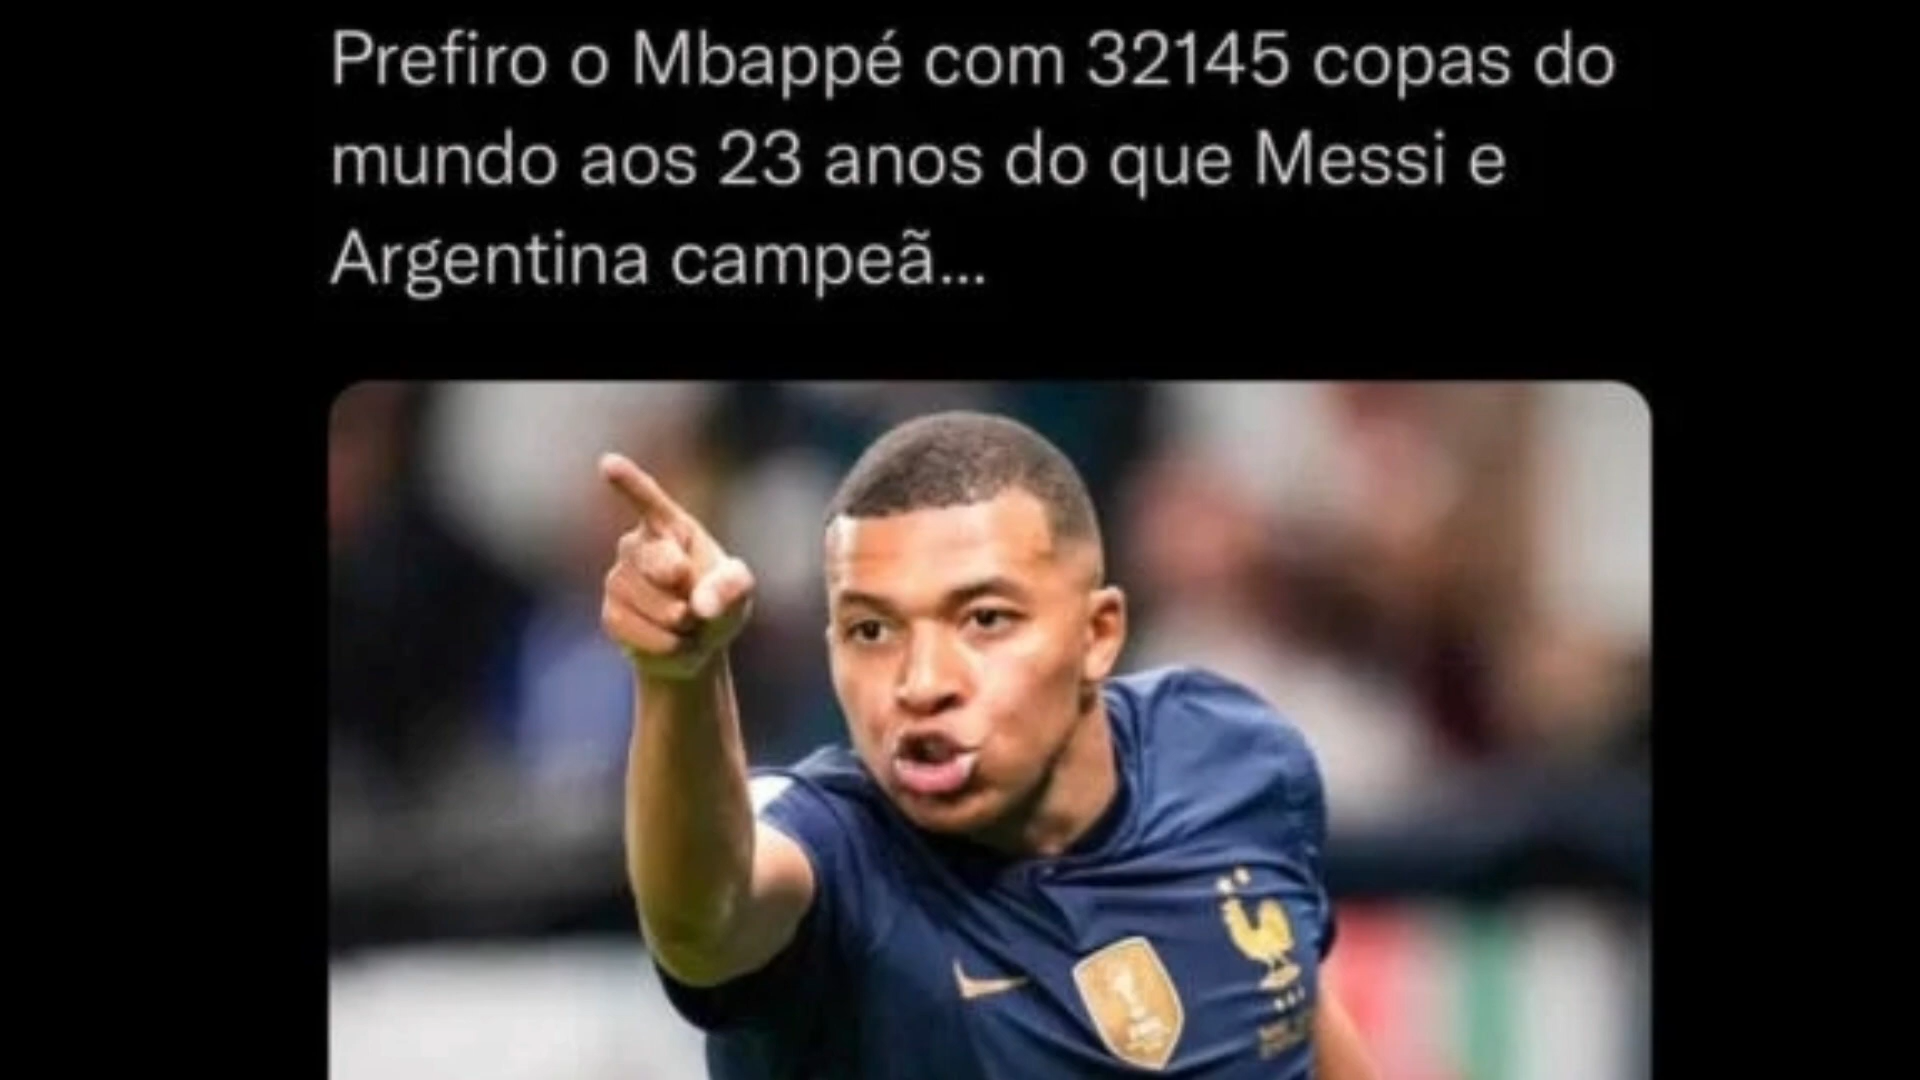 Prefiro o Mbappé com 32145 copas do
mundo aos 23 anos do que Messi e
Argentina campeã...